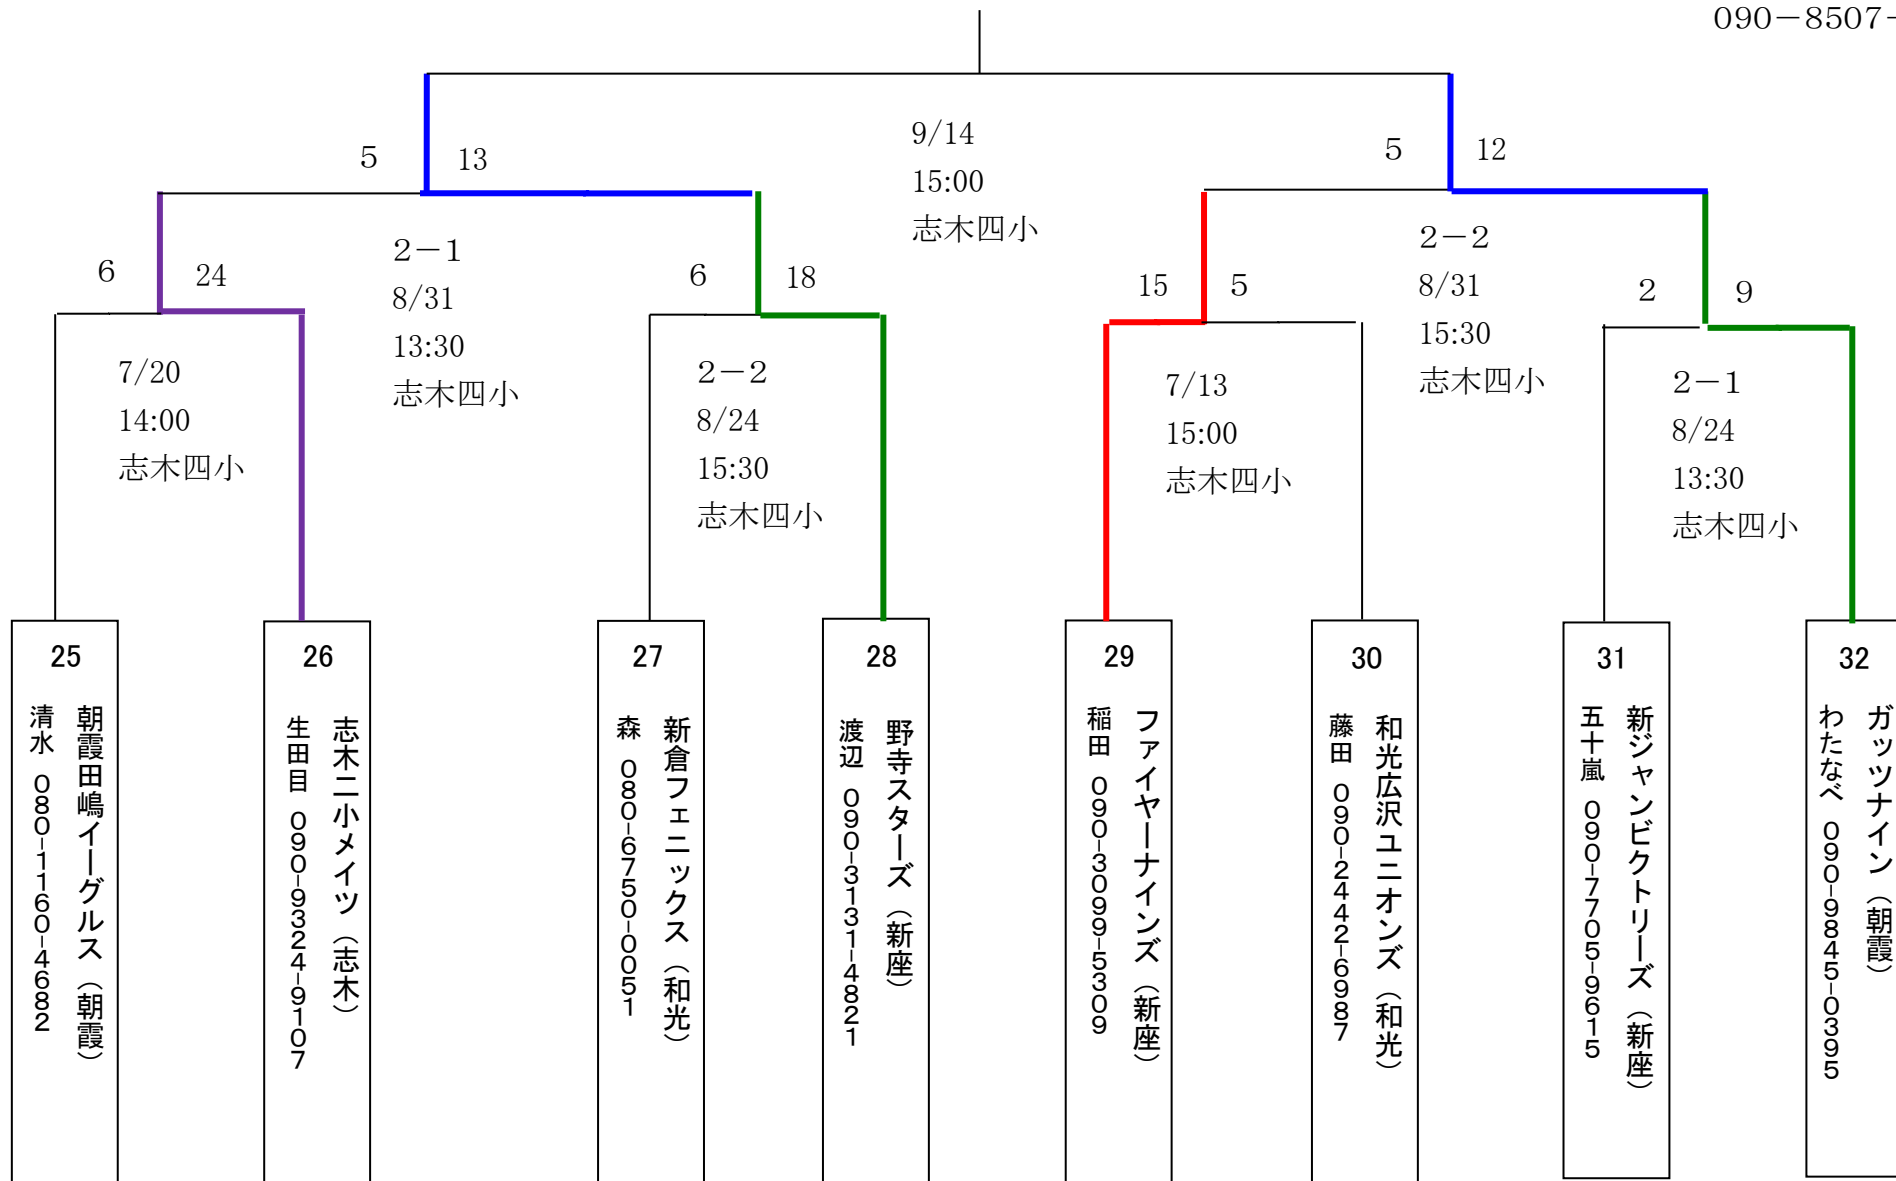 090－8507-
9/14
15:00
志木四小
5
13
5
12
2－1
8/31
13:30
志木四小
2－2
8/31
15:30
志木四小
6
24
6
18
15
5
2
9
7/20
14:00
志木四小
2－2
8/24
15:30
志木四小
7/13
15:00
志木四小
2－1
8/24
13:30
志木四小
25
朝霞田嶋イーグルス（朝霞）
清水　080-1160-4682
26
志木二小メイツ（志木）
生田目　090-9324-9107
27
新倉フェニックス（和光）
森　080-6750-0051
28
野寺スターズ（新座）
渡辺　090-3131-4821
29
ファイヤーナインズ（新座）
稲田　090-3099-5309
30
和光広沢ユニオンズ（和光）
藤田　090-2442-6987
31
新ジャンビクトリーズ（新座）
五十嵐　090-7705-9615
32
ガッツナイン（朝霞）
わたなべ　090-9845-0395